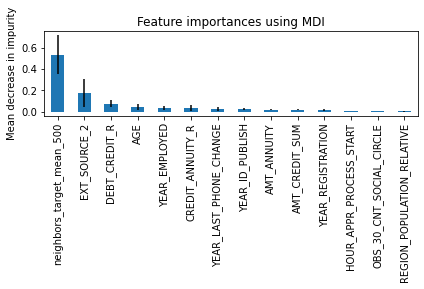 Feature importances using MDI
Mean decrease in impurity
0.6
0.4
0.2
0.0
neighbors_target_mean_500
EXT_SOURCE_2
DEBT_CREDIT_R
AGE
YEAR_EMPLOYED
CREDIT_ANNUITY_R
YEAR_LAST_PHONE_CHANGE
YEAR_ID_PUBLISH
AMT_ANNUITY
AMT_CREDIT_SUM
YEAR_REGISTRATION
HOUR_APPR_PROCESS_START
OBS_30_CNT_SOCIAL_CIRCLE
REGION_POPULATION_RELATIVE